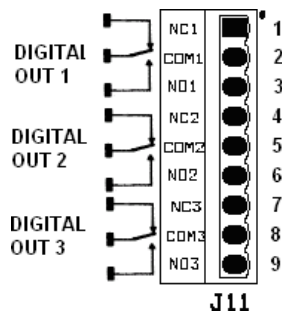 NC1 1
DIGITAL
OUT 1
COM1 2
NO1 3
NC2 4
DIGITAL
OUT 2
COM2 5
NO2 6
NC3 7
DIGITAL
OUT 3
COM3 8
NO3 9
J11